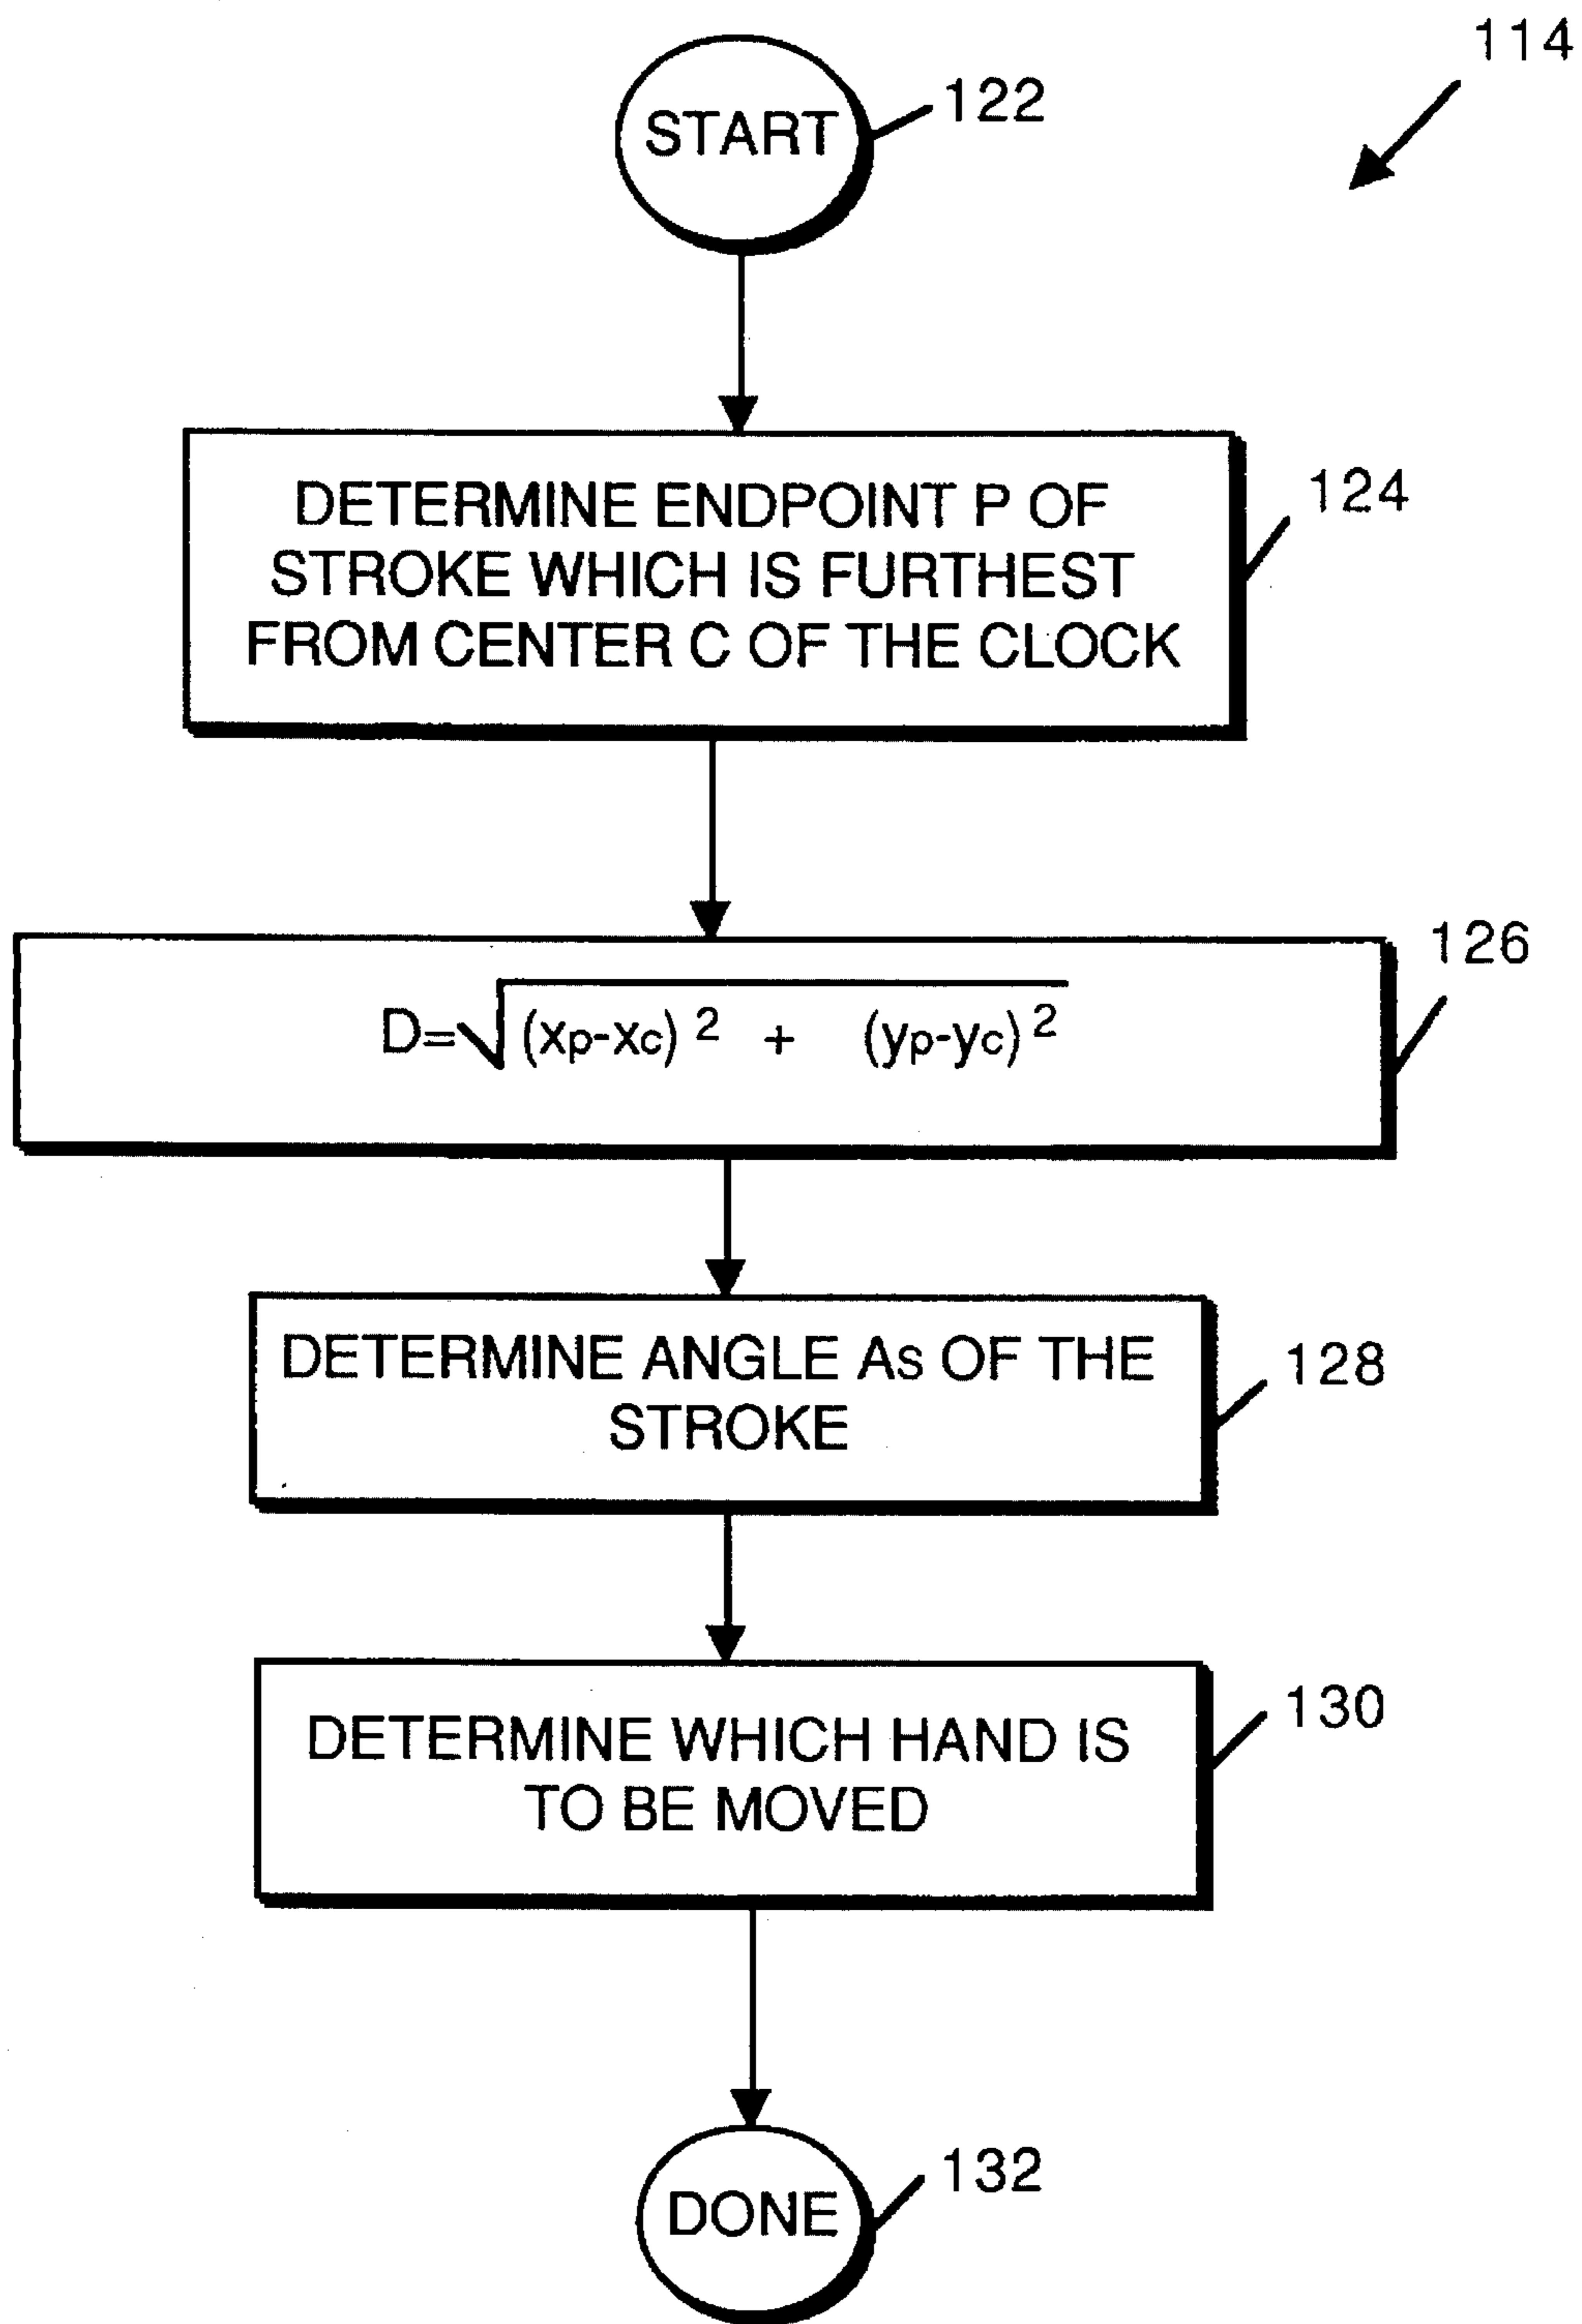 114
START
122
DETERMINE ENDPOINT P OF
STROKE WHICH IS FURTHEST
FROM CENTER C OF THE CLOCK
124
D=√(xp-xc)² + (yp-yc)²
126
DETERMINE ANGLE As OF THE
STROKE
128
DETERMINE WHICH HAND IS
TO BE MOVED
130
DONE
132